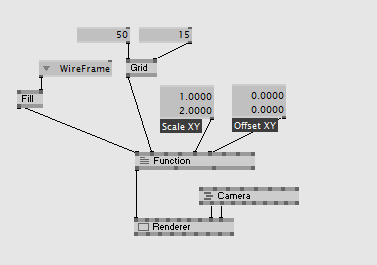 50 15
WireFrame
Grid
Fill
1.0000 0.0000
2.0000 0.0000
Scale XY Offset XY
Function
Camera
Renderer